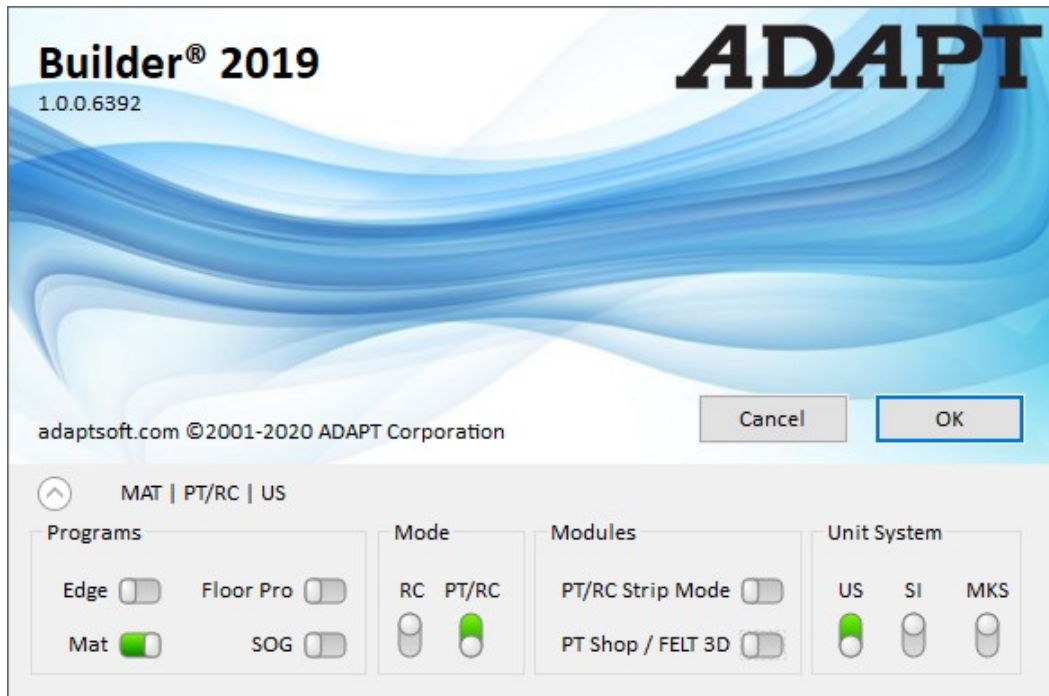 Builder® 2019
1.0.0.6392
ADAPT
adaptsoft.com ©2001-2020 ADAPT Corporation
Cancel
OK
MAT | PT/RC | US
Programs
Edge
Floor Pro
Mat
SOG
Mode
RC
PT/RC
Modules
PT/RC Strip Mode
PT Shop / FELT 3D
Unit System
US
SI
MKS